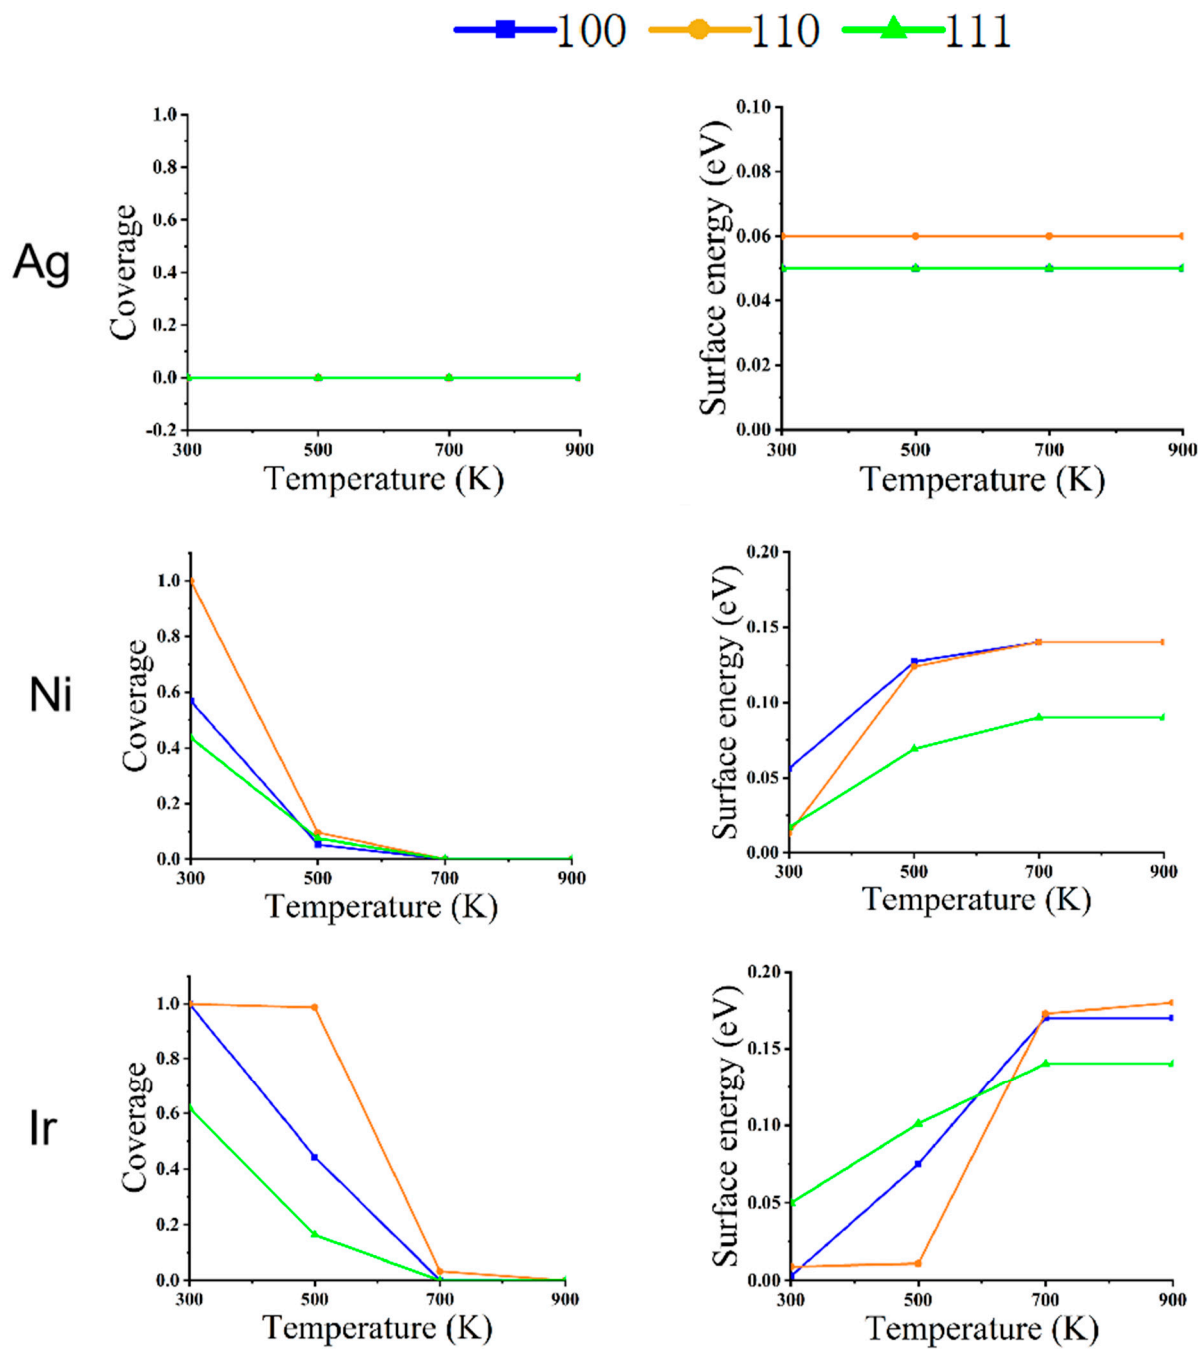 100 110 111
Ag
1.0
0.8
0.6
0.4
0.2
0.0
-0.2
300 500 700 900
Coverage
Temperature (K)
0.10
0.08
0.06
0.04
0.02
0.00
300 500 700 900
Surface energy (eV)
Temperature (K)
Ni
1.0
0.8
0.6
0.4
0.2
0.0
300 500 700 900
Coverage
Temperature (K)
0.20
0.15
0.10
0.05
0.00
300 500 700 900
Surface energy (eV)
Temperature (K)
Ir
1.0
0.8
0.6
0.4
0.2
0.0
300 500 700 900
Coverage
Temperature (K)
0.20
0.15
0.10
0.05
0.00
300 500 700 900
Surface energy (eV)
Temperature (K)